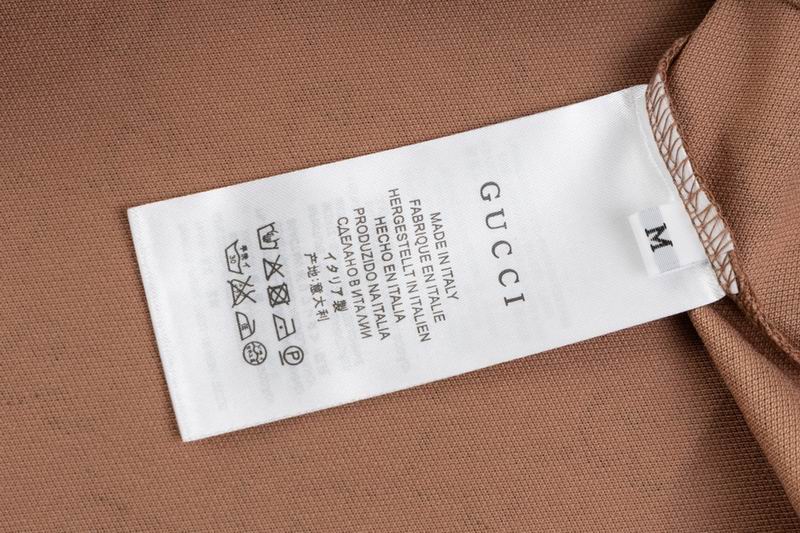 GUCCI
M
MADE IN ITALY
FABRIQUE EN ITALIE
HERGESTELLT IN ITALIEN
HECHO EN ITALIA
PRODUZIDO NA ITALIA
СДЕЛАНО В ИТАЛИИ
イタリア製
产地:意大利
P
30